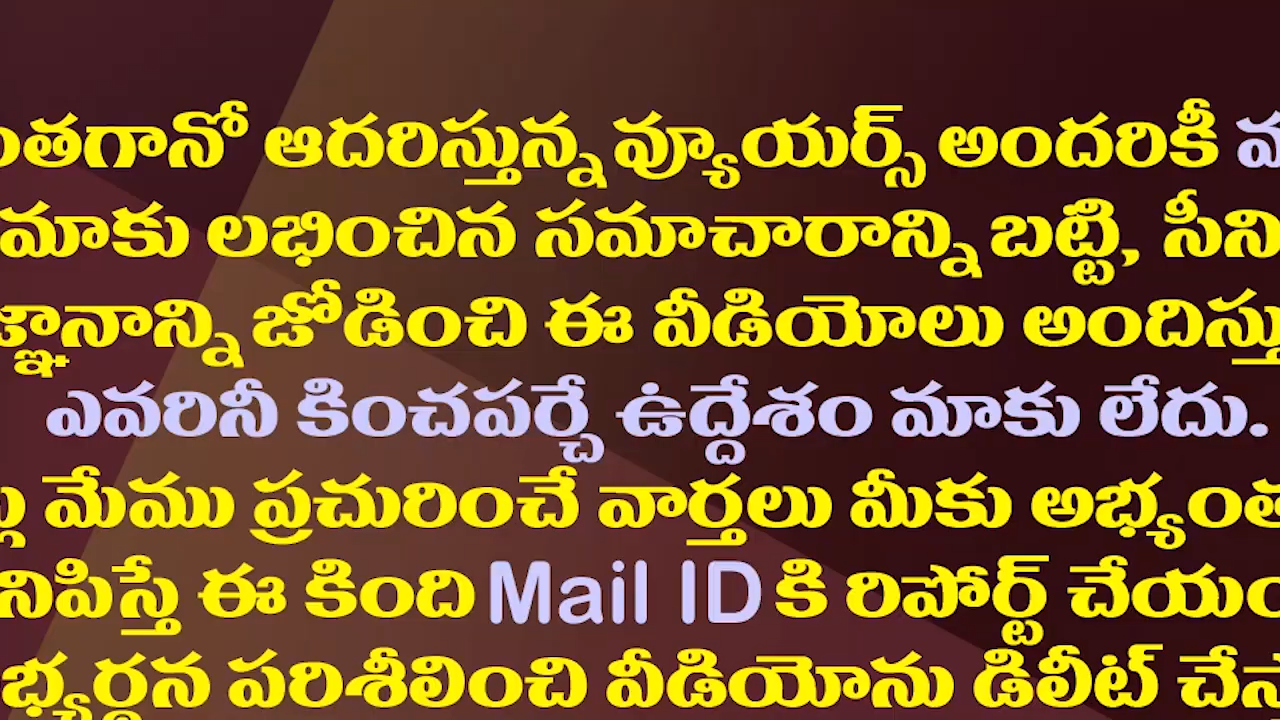 ఆదరిస్తున్న వ్యూయర్స్ అందరికీ
మాకు లభించిన సమాచారాన్ని బట్టి,
జోడించి ఈ వీడియోలు
ఎవరినీ కించపర్చే ఉద్దేశం మాకు లేదు.
మేము ప్రచురించే వార్తలు మీకు
ఈ కింది Mail ID కి రిపోర్ట్
పరిశీలించి వీడియోను డిలీట్